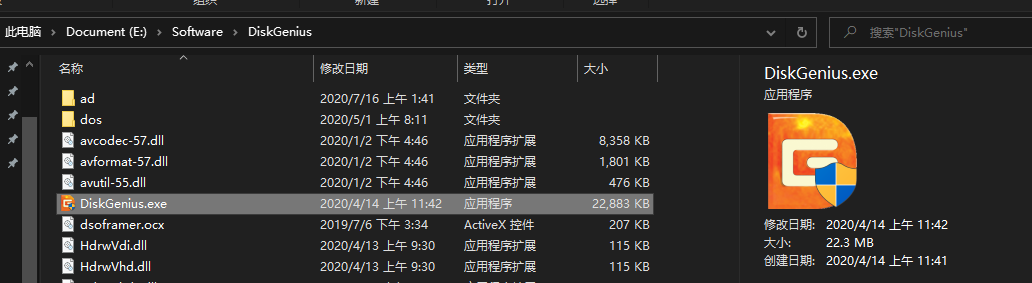 组织 新建 打开 选择
此电脑 Document (E:) Software DiskGenius 搜索"DiskGenius"
名称 修改日期 类型 大小
ad 2020/7/16 上午 1:41 文件夹
dos 2020/5/1 上午 8:11 文件夹
avcodec-57.dll 2020/1/2 下午 4:46 应用程序扩展 8,358 KB
avformat-57.dll 2020/1/2 下午 4:46 应用程序扩展 1,801 KB
avutil-55.dll 2020/1/2 下午 4:46 应用程序扩展 476 KB
DiskGenius.exe 2020/4/14 上午 11:42 应用程序 22,883 KB
dsoframer.ocx 2019/7/6 下午 3:34 ActiveX 控件 207 KB
HdrwVdi.dll 2020/4/13 上午 9:30 应用程序扩展 115 KB
HdrwVhd.dll 2020/4/13 上午 9:30 应用程序扩展 115 KB
DiskGenius.exe
应用程序
修改日期: 2020/4/14 上午 11:42
大小: 22.3 MB
创建日期: 2020/4/14 上午 11:41